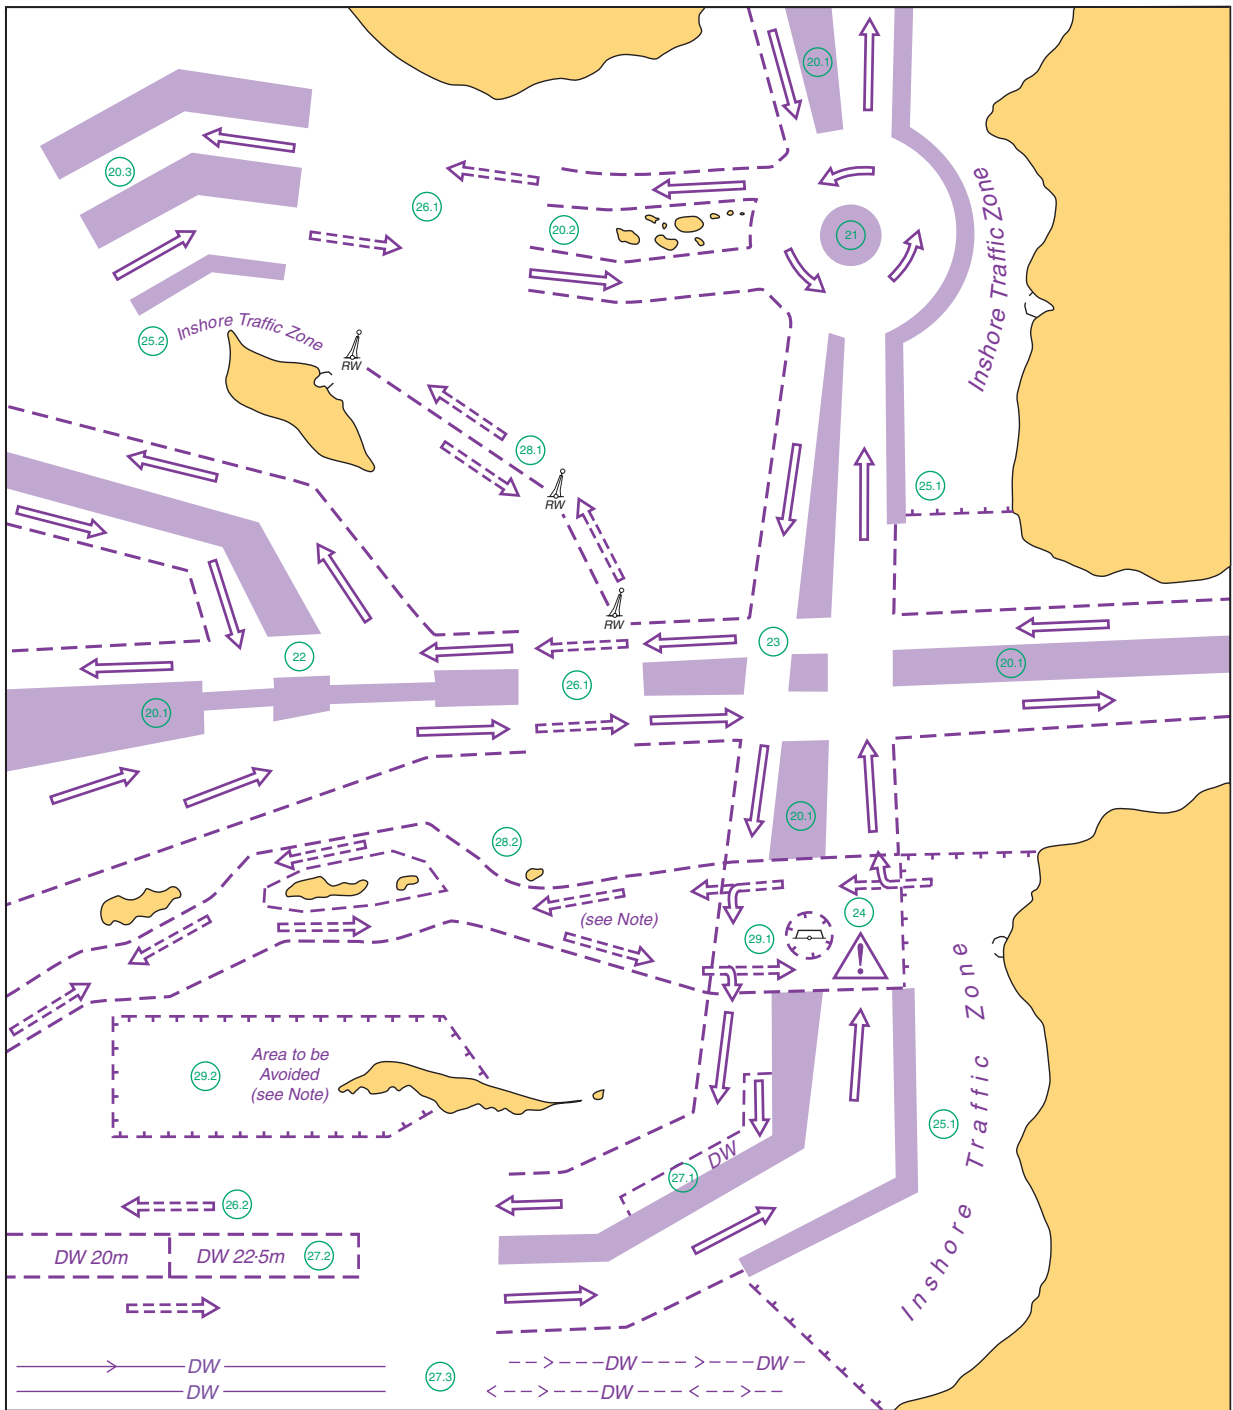 20.1
20.3
26.1
20.2
21
Inshore Traffic Zone
25.2
Inshore Traffic Zone
RW
28.1
RW
25.1
RW
22
23
20.1
26.1
20.1
20.1
28.2
(see Note)
24
29.1
!
29.2
Area to be
Avoided
(see Note)
Inshore Traffic Zone
25.1
DW
27.1
26.2
DW 20m
DW 22·5m
27.2
DW
DW
27.3
DW
DW
DW